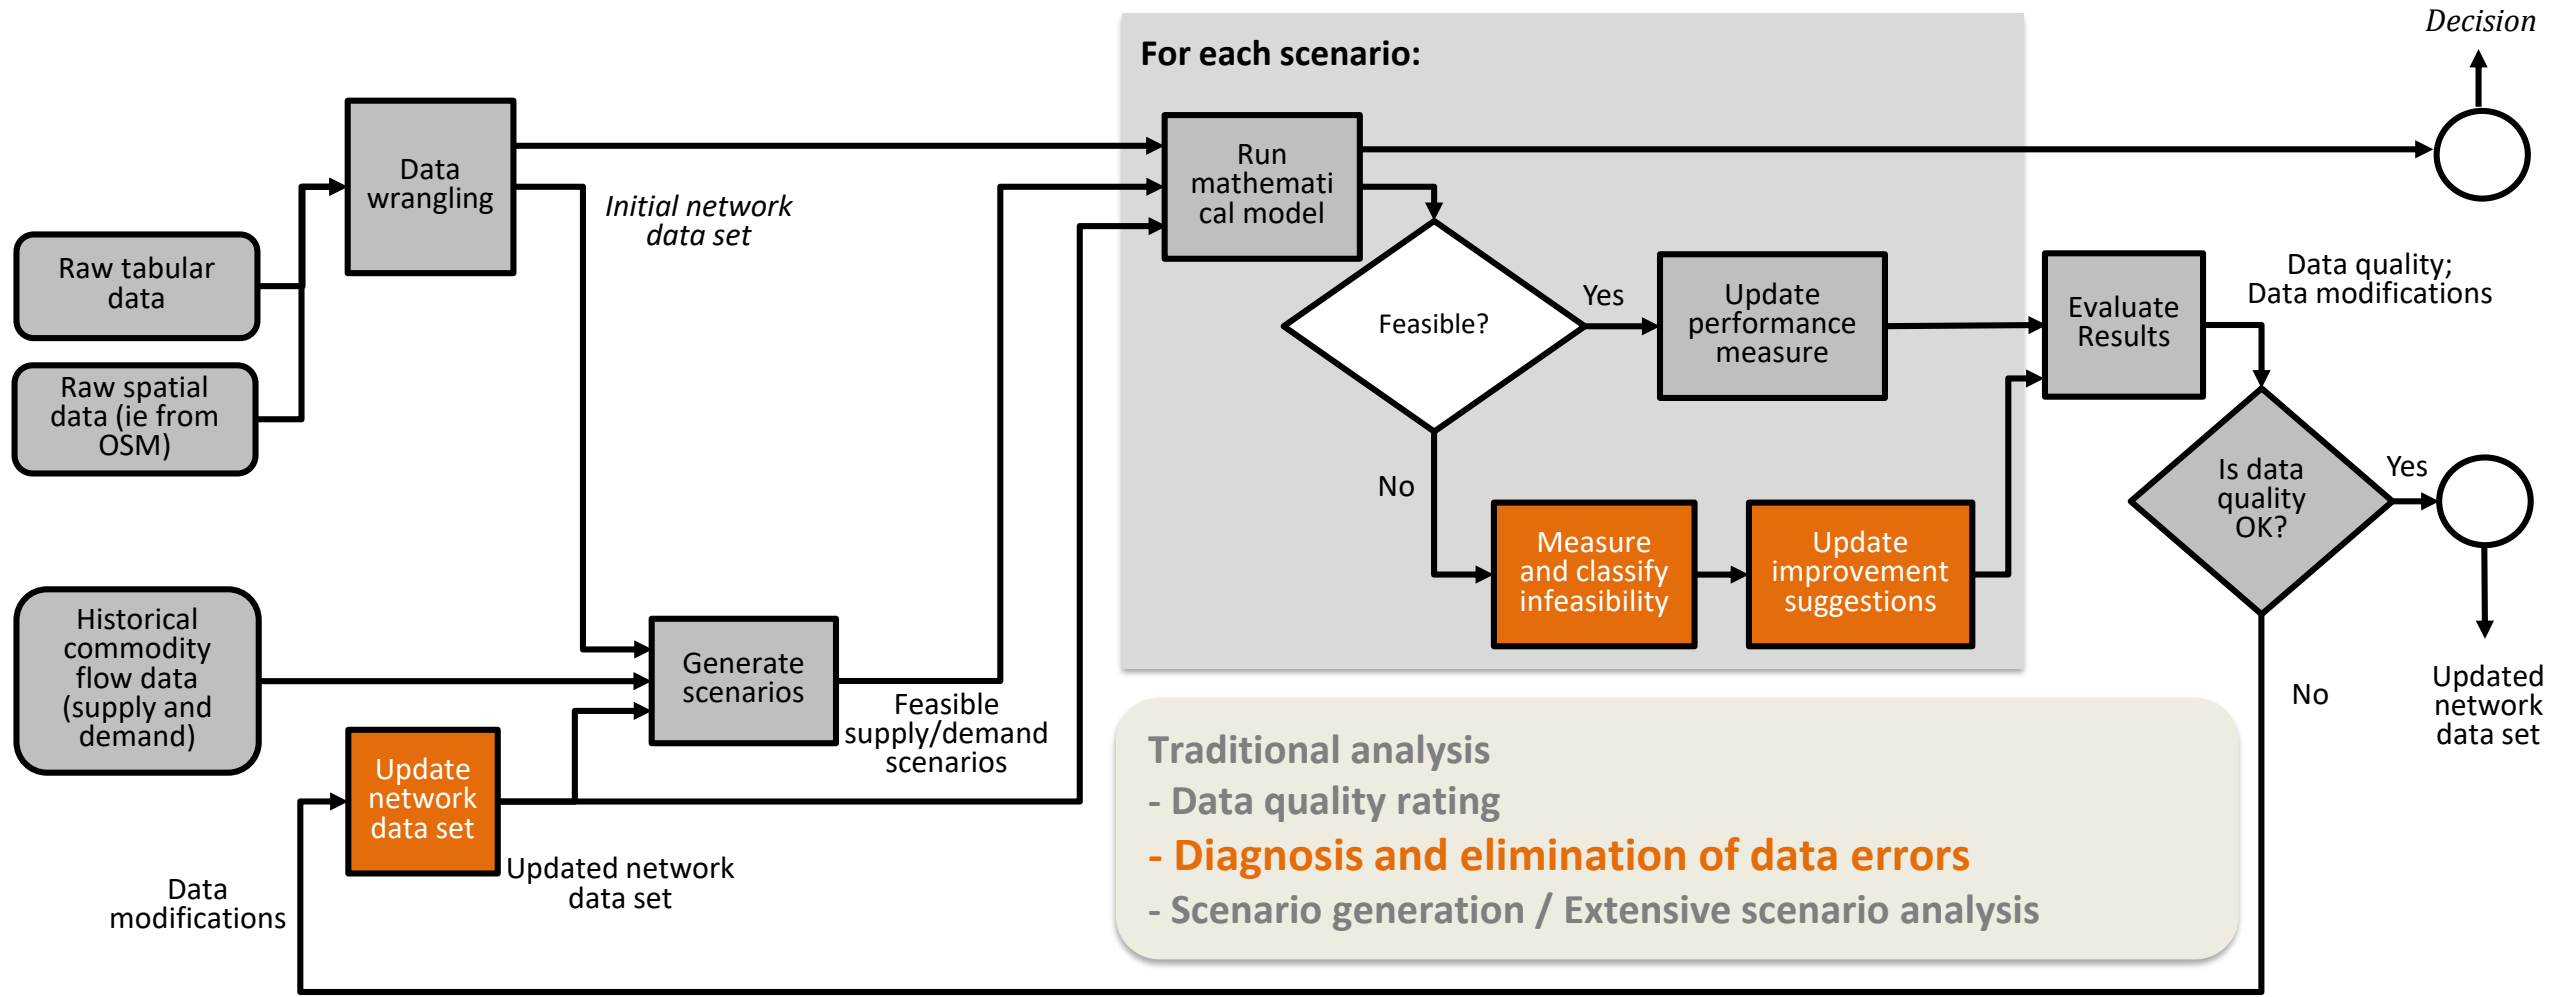 Decision
For each scenario:
Data
wrangling
Run
mathemati
cal model
Initial network
data set
Raw tabular
data
Feasible?
Yes
Update
performance
measure
Evaluate
Results
Data quality;
Data modifications
Raw spatial
data (ie from
OSM)
No
Is data
quality
OK?
Yes
Measure
and classify
infeasibility
Update
improvement
suggestions
Historical
commodity
flow data
(supply and
demand)
Generate
scenarios
Feasible
supply/demand
scenarios
No
Updated
network
data set
Update
network
data set
Updated network
data set
Data
modifications
Traditional analysis
- Data quality rating
- Diagnosis and elimination of data errors
- Scenario generation / Extensive scenario analysis